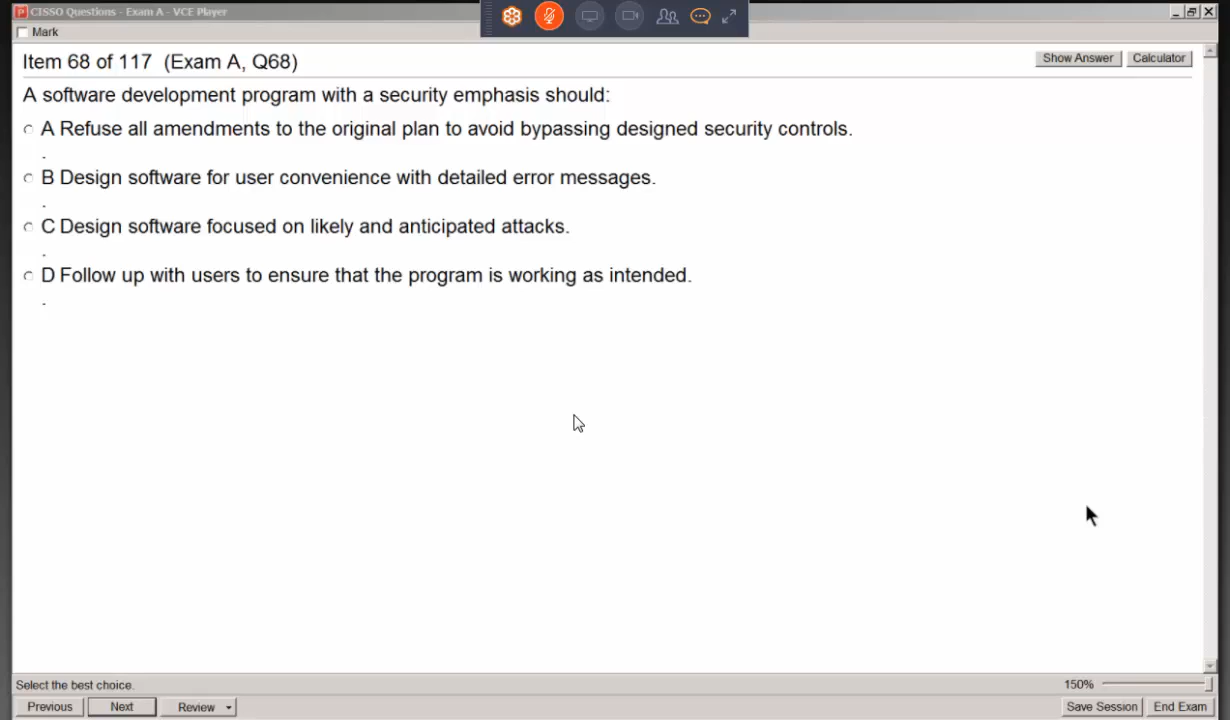 CISSO Questions - Exam A - VCE Player
Mark
Item 68 of 117 (Exam A, Q68)
Show Answer
Calculator
A software development program with a security emphasis should:
A Refuse all amendments to the original plan to avoid bypassing designed security controls.
.
B Design software for user convenience with detailed error messages.
.
C Design software focused on likely and anticipated attacks.
.
D Follow up with users to ensure that the program is working as intended.
.
Select the best choice.
150%
Previous
Next
Review
Save Session
End Exam